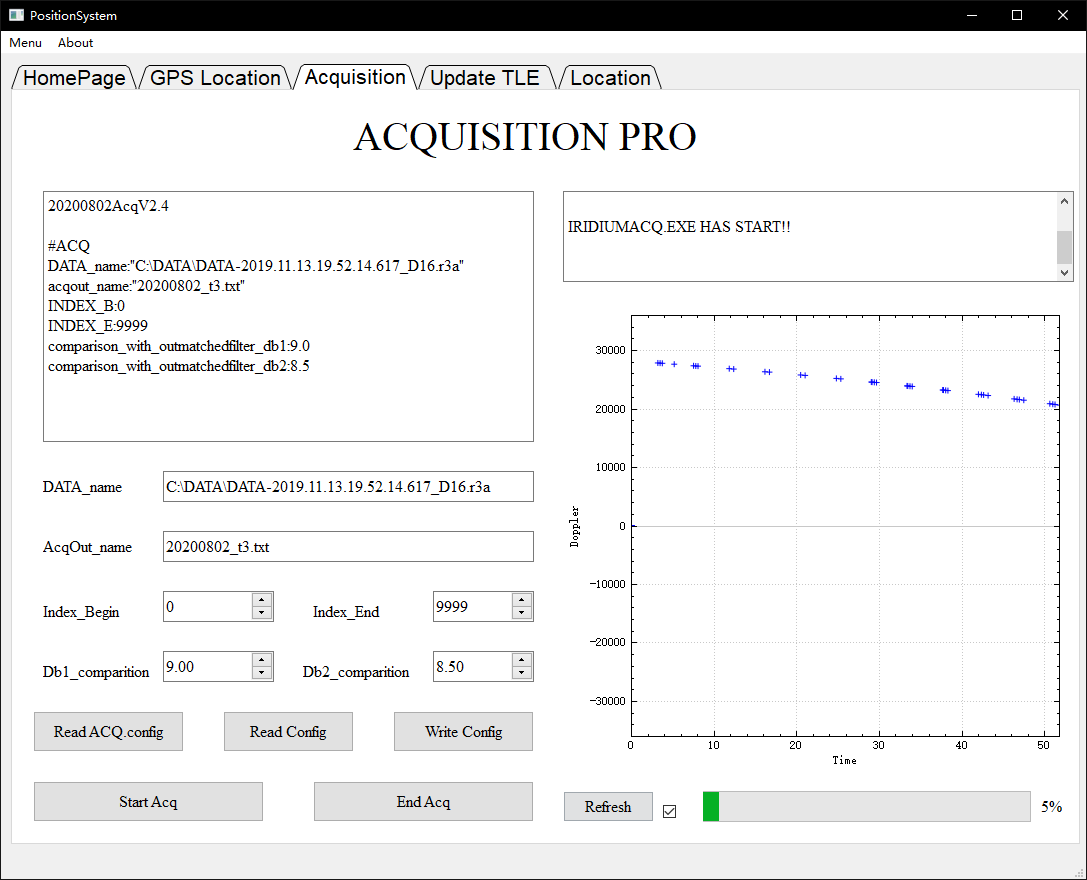 PositionSystem
Menu About
HomePage GPS Location Acquisition Update TLE Location
ACQUISITION PRO
20200802AcqV2.4
#ACQ
DATA_name:"C:\DATA\DATA-2019.11.13.19.52.14.617_D16.r3a"
acqout_name:"20200802_t3.txt"
INDEX_B:0
INDEX_E:9999
comparison_with_outmatchedfilter_db1:9.0
comparison_with_outmatchedfilter_db2:8.5
DATA_name C:\DATA\DATA-2019.11.13.19.52.14.617_D16.r3a
AcqOut_name 20200802_t3.txt
Index_Begin 0 Index_End 9999
Db1_comparition 9.00 Db2_comparition 8.50
Read ACQ.config Read Config Write Config
Start Acq End Acq
IRIDIUMACQ.EXE HAS START!!
30000
20000
10000
0
-10000
-20000
-30000
Doppler
0 10 20 30 40 50
Time
Refresh 5%